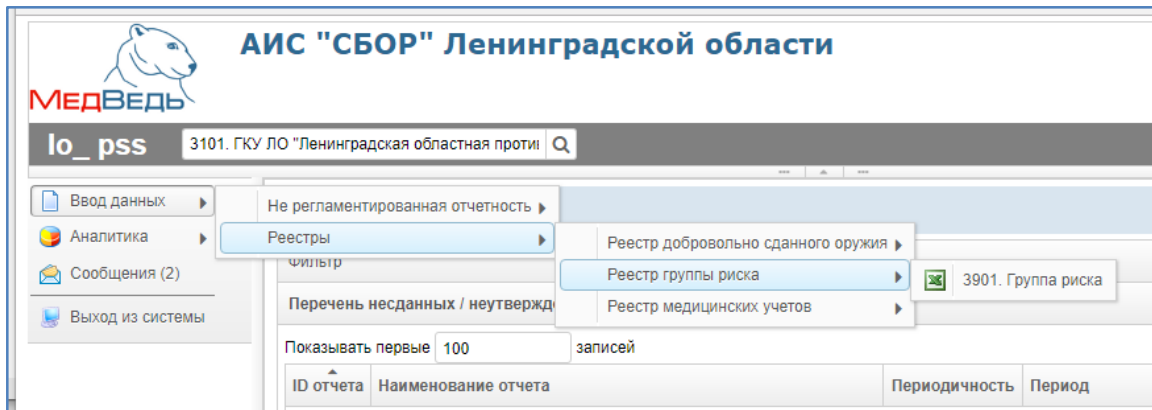 АИС "СБОР" Ленинградской области
МЕДВЕДЬ
lo_ pss
3101. ГКУ ЛО "Ленинградская областная проти
Ввод данных
Не регламентированная отчетность
Аналитика
Реестры
Реестр добровольно сданного оружия
Сообщения (2)
Фильтр
Реестр группы риска
3901. Группа риска
Выход из системы
Перечень несданных / неутвержд
Реестр медицинских учетов
Показывать первые 100 записей
ID отчета Наименование отчета Периодичность Период